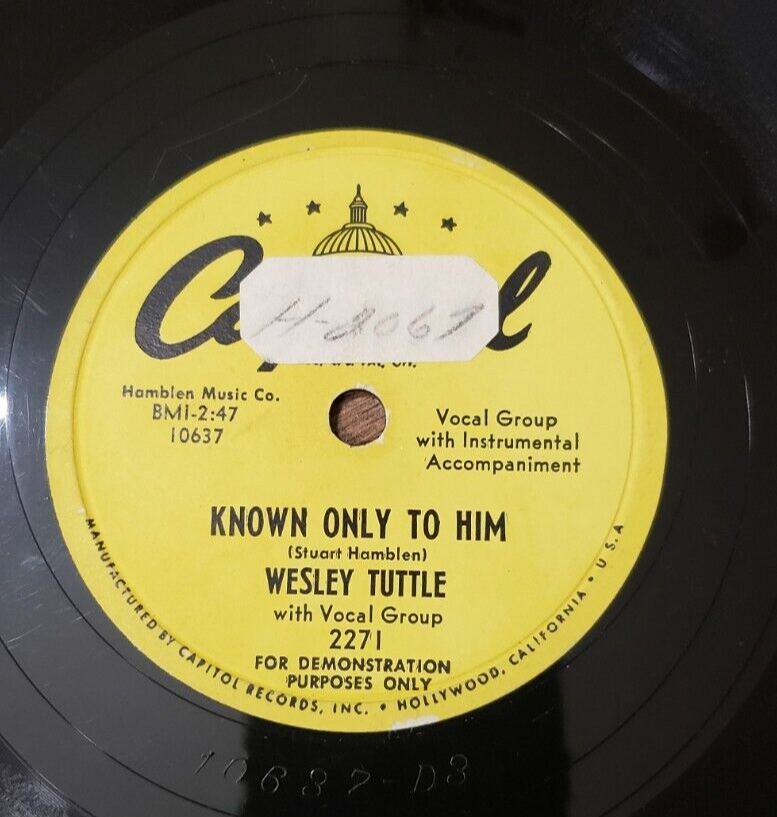 Capitol
H-2067
Hamblen Music Co.
BMI-2:47
10637
Vocal Group
with Instrumental
Accompaniment
KNOWN ONLY TO HIM
(Stuart Hamblen)
WESLEY TUTTLE
with Vocal Group
2271
FOR DEMONSTRATION
PURPOSES ONLY
MANUFACTURED BY CAPITOL RECORDS, INC. • HOLLYWOOD, CALIFORNIA • U.S.A
10637-D3